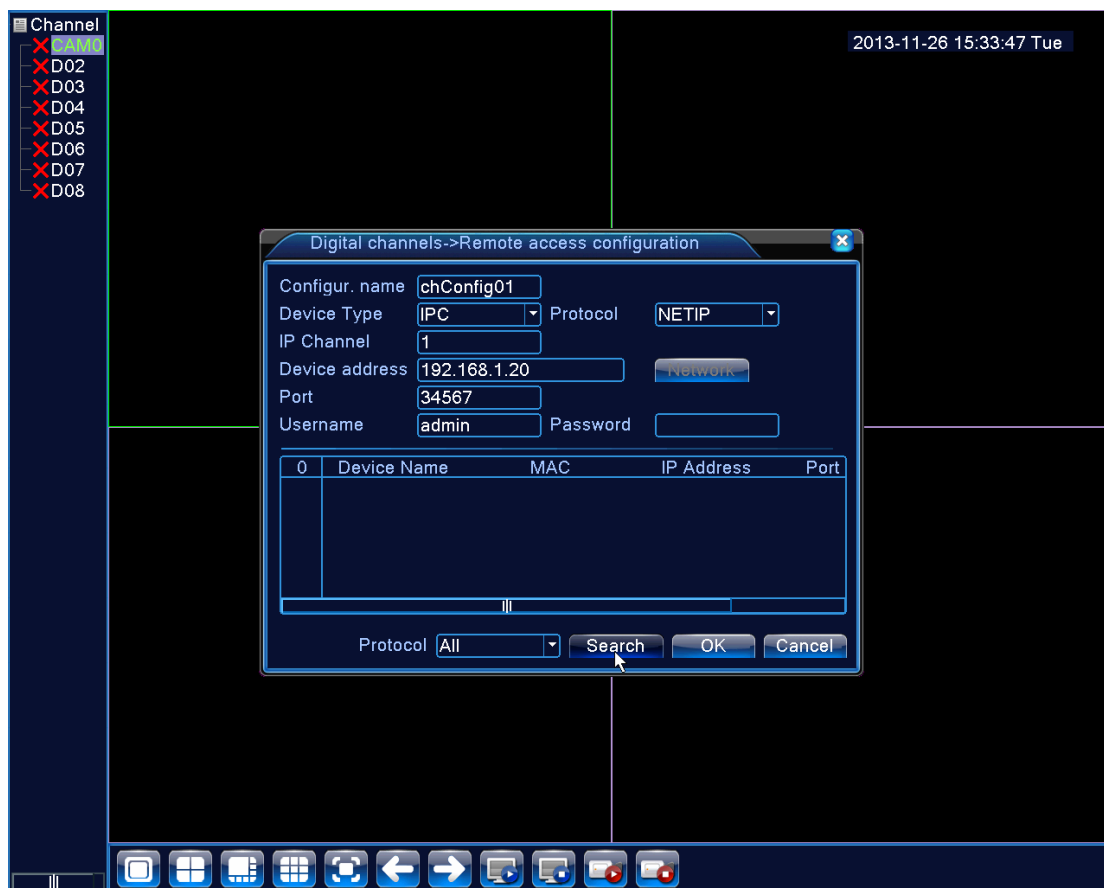 Channel
CAM0
D02
D03
D04
D05
D06
D07
D08
2013-11-26 15:33:47 Tue
Digital channels->Remote access configuration
Configur. name chConfig01
Device Type IPC Protocol NETIP
IP Channel 1
Device address 192.168.1.20 Network
Port 34567
Username admin Password
0 Device Name MAC IP Address Port
Protocol All Search OK Cancel